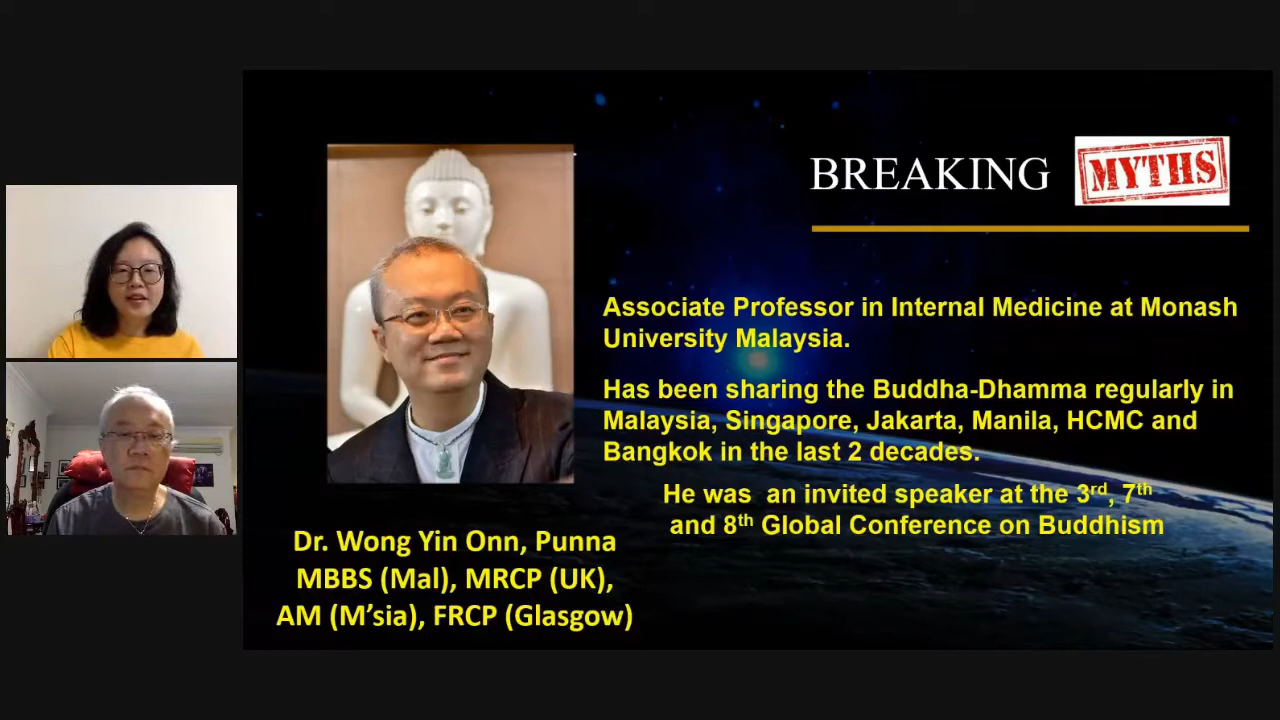 BREAKING MYTHS
Associate Professor in Internal Medicine at Monash
University Malaysia.
Has been sharing the Buddha-Dhamma regularly in
Malaysia, Singapore, Jakarta, Manila, HCMC and
Bangkok in the last 2 decades.
He was an invited speaker at the 3rd, 7th
and 8th Global Conference on Buddhism
Dr. Wong Yin Onn, Punna
MBBS (Mal), MRCP (UK),
AM (M’sia), FRCP (Glasgow)